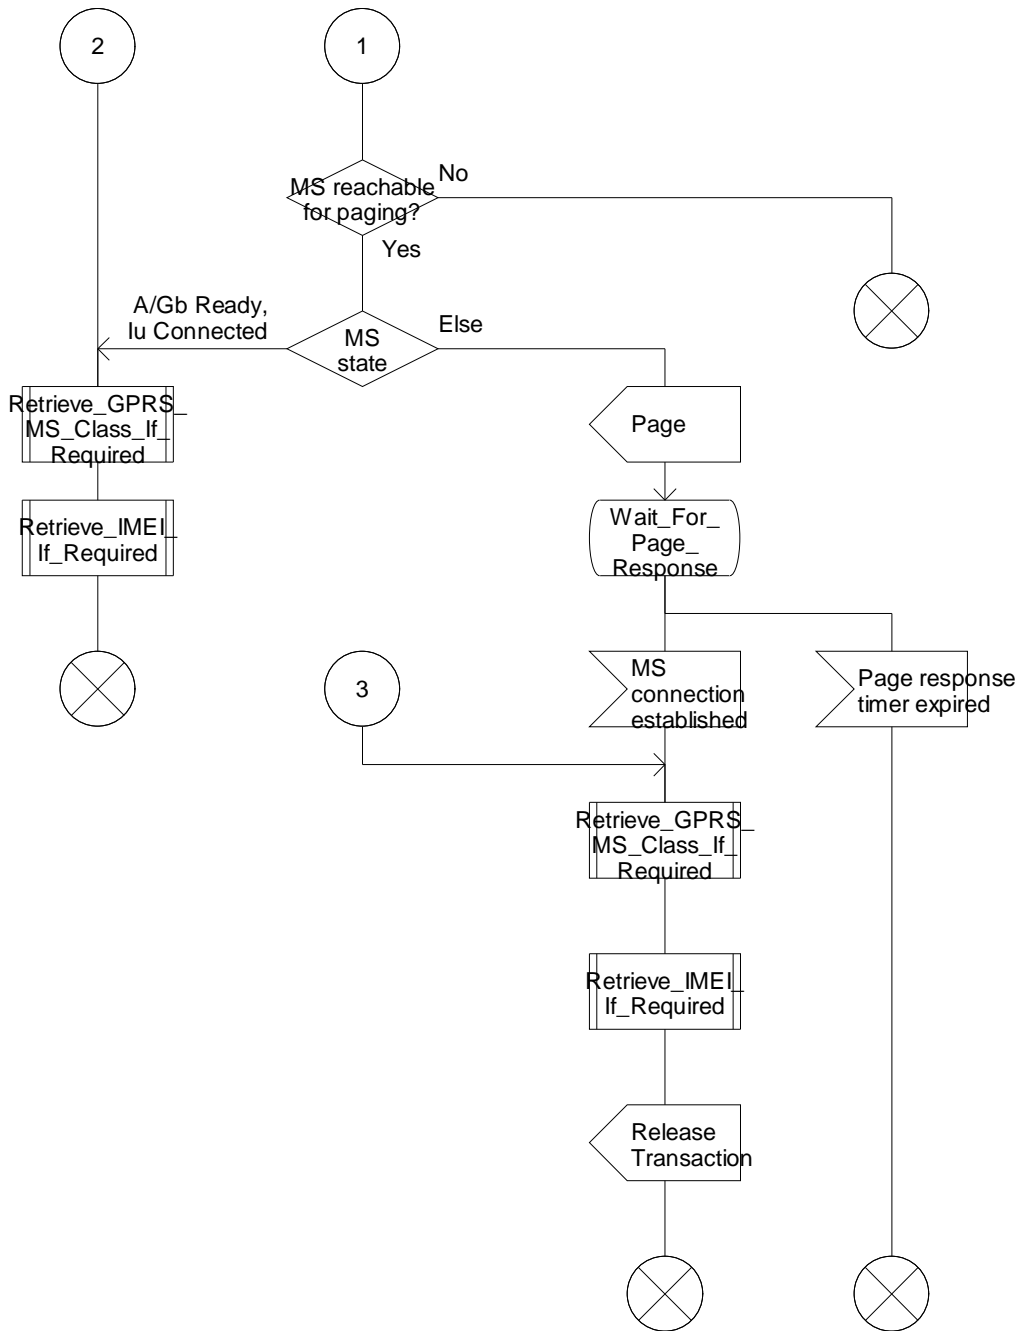 2
1
MS reachable
for paging?
No
Yes
A/Gb Ready,
Iu Connected
MS
state
Else
Retrieve_GPRS_
MS_Class_If_
Required
Page
Retrieve_IMEI_
If_Required
Wait_For_
Page_
Response
3
MS
connection
established
Page response
timer expired
Retrieve_GPRS_
MS_Class_If_
Required
Retrieve_IMEI_
If_Required
Release
Transaction